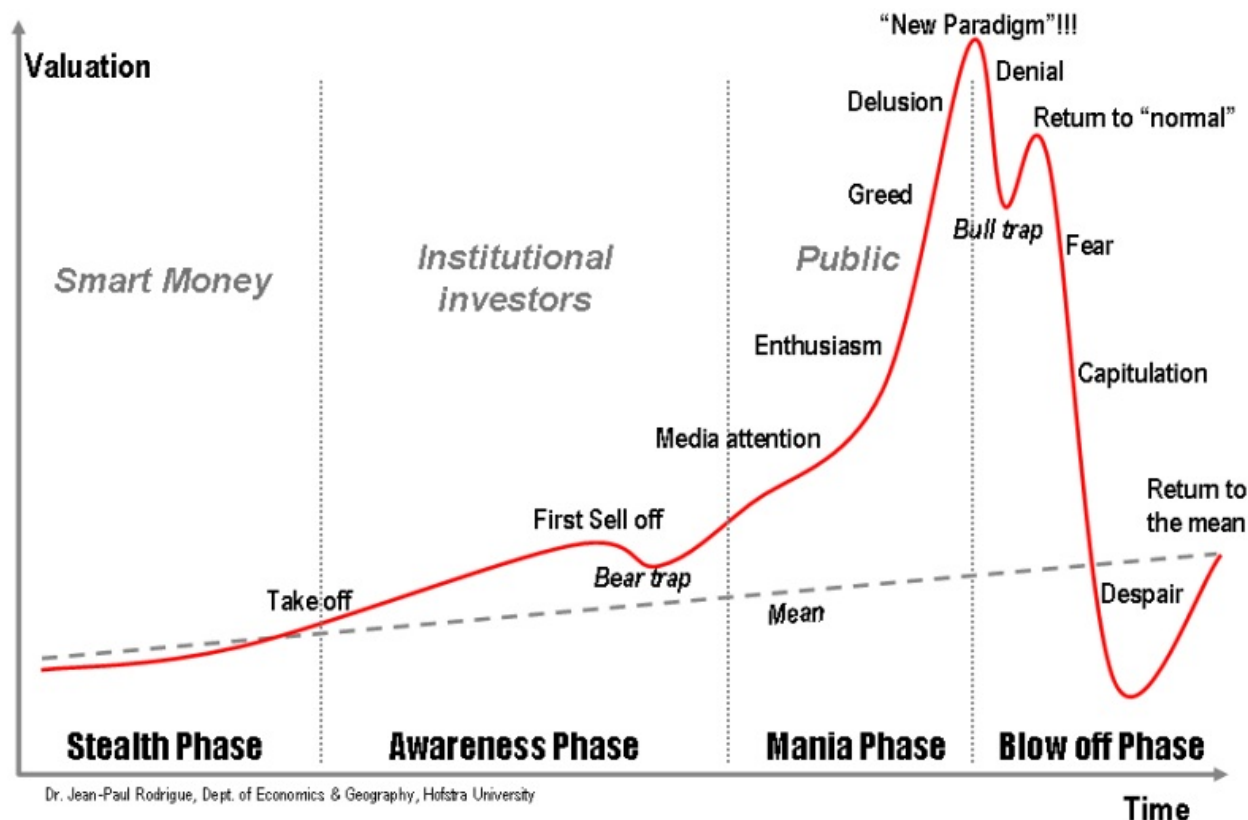 “New Paradigm”!!!
Valuation
Denial
Delusion
Return to “normal”
Greed
Bull trap
Fear
Smart Money
Institutional
investors
Public
Enthusiasm
Capitulation
Media attention
Return to
the mean
First Sell off
Bear trap
Take off
Despair
Mean
Stealth Phase
Awareness Phase
Mania Phase
Blow off Phase
Dr. Jean-Paul Rodrigue, Dept. of Economics & Geography, Hofstra University
Time